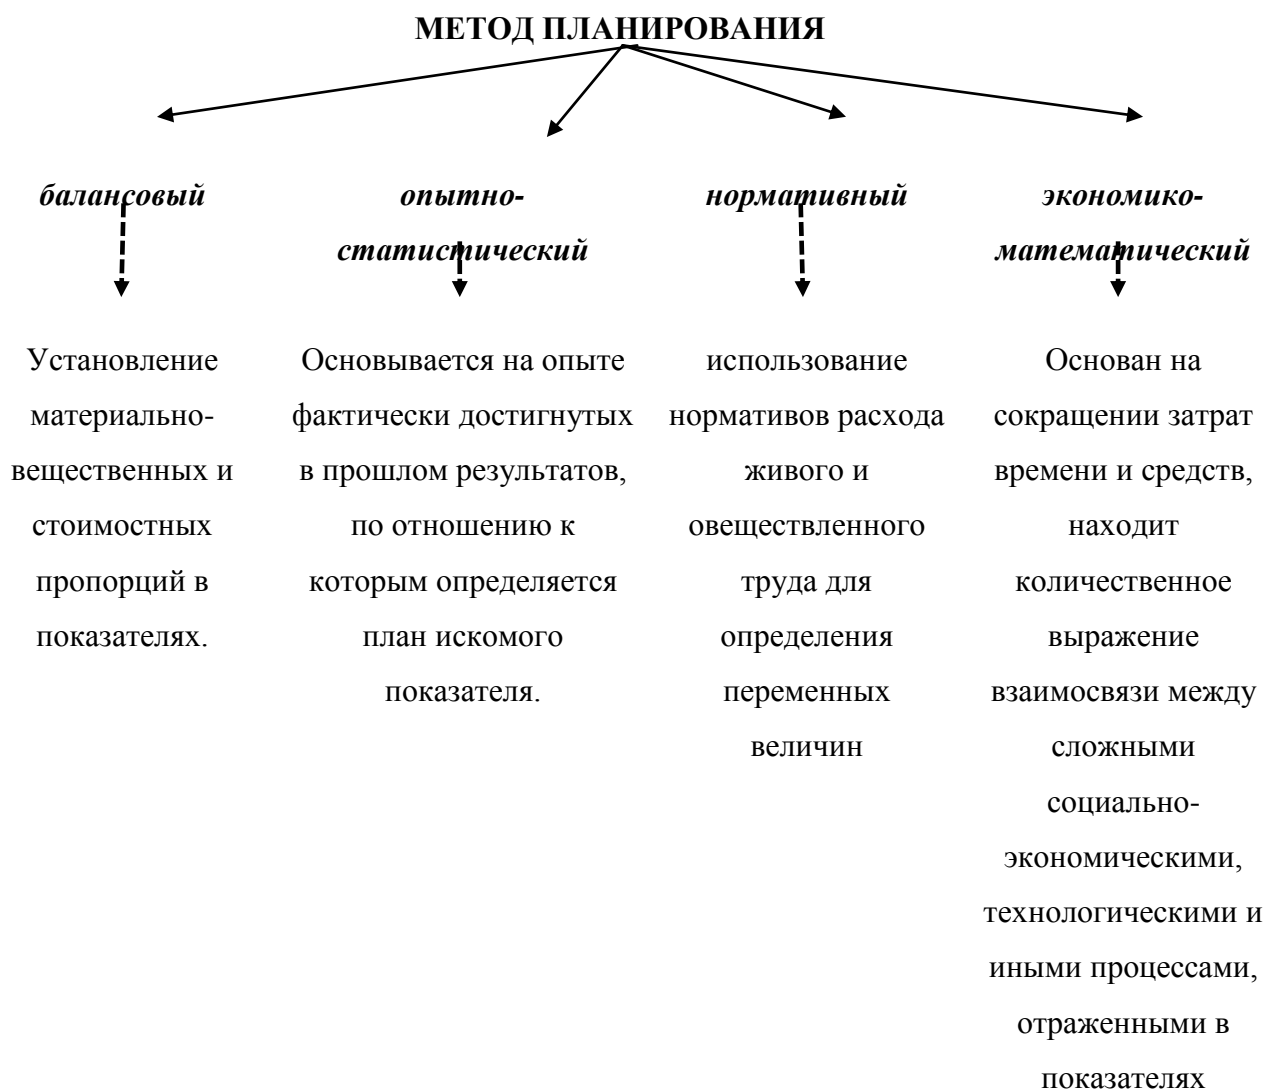 МЕТОД ПЛАНИРОВАНИЯ
балансовый
опытно-
статистический
нормативный
экономико-
математический
Установление
материально-
вещественных и
стоимостных
пропорций в
показателях.
Основывается на опыте
фактически достигнутых
в прошлом результатов,
по отношению к
которым определяется
план искомого
показателя.
использование
нормативов расхода
живого и
овеществленного
труда для
определения
переменных
величин
Основан на
сокращении затрат
времени и средств,
находит
количественное
выражение
взаимосвязи между
сложными
социально-
экономическими,
технологическими и
иными процессами,
отраженными в
показателях